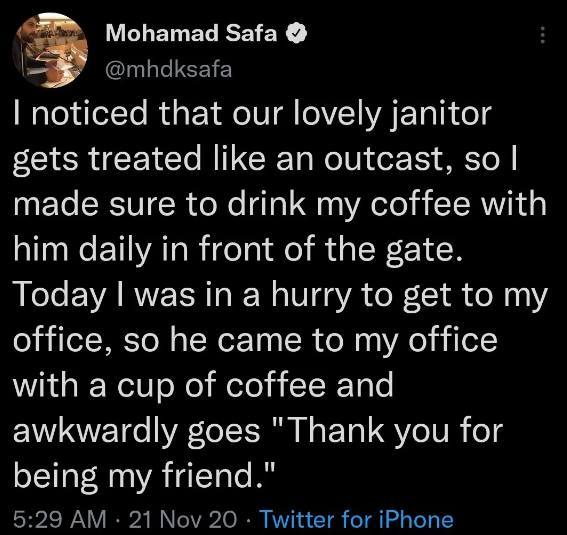 Mohamad Safa
@mhdksafa
I noticed that our lovely janitor
gets treated like an outcast, so I
made sure to drink my coffee with
him daily in front of the gate.
Today I was in a hurry to get to my
office, so he came to my office
with a cup of coffee and
awkwardly goes "Thank you for
being my friend."
5:29 AM · 21 Nov 20 · Twitter for iPhone